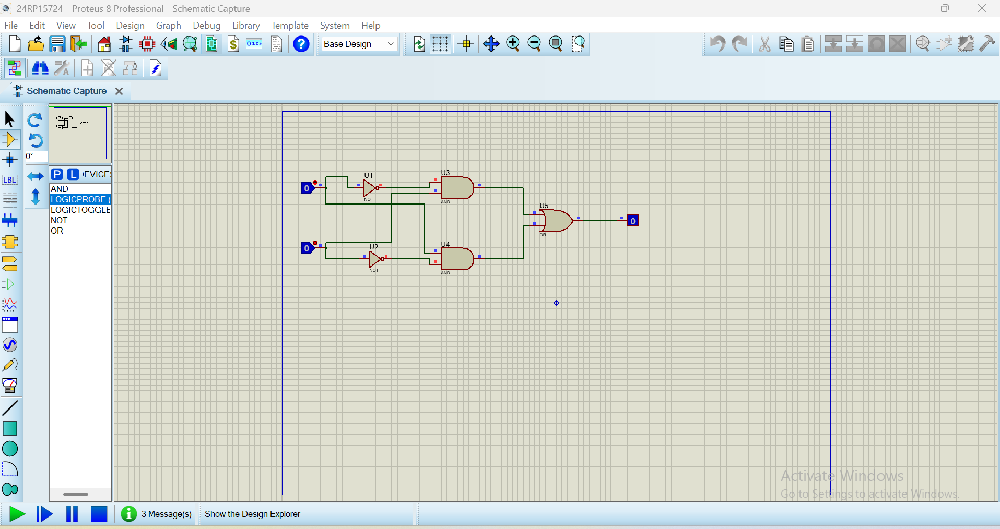 24RP15724 - Proteus 8 Professional - Schematic Capture
File Edit View Tool Design Graph Debug Library Template System Help
$ 0101 ? Base Design
A
Schematic Capture
0°
P L DEVICES
LBL
AND
LOGICPROBE (
LOGICTOGGLE
NOT
OR
U1
NOT
U3
AND
0
U5
OR
0
0
U2
NOT
U4
AND
Activate Windows
Go to Settings to activate Windows.
3 Message(s) Show the Design Explorer